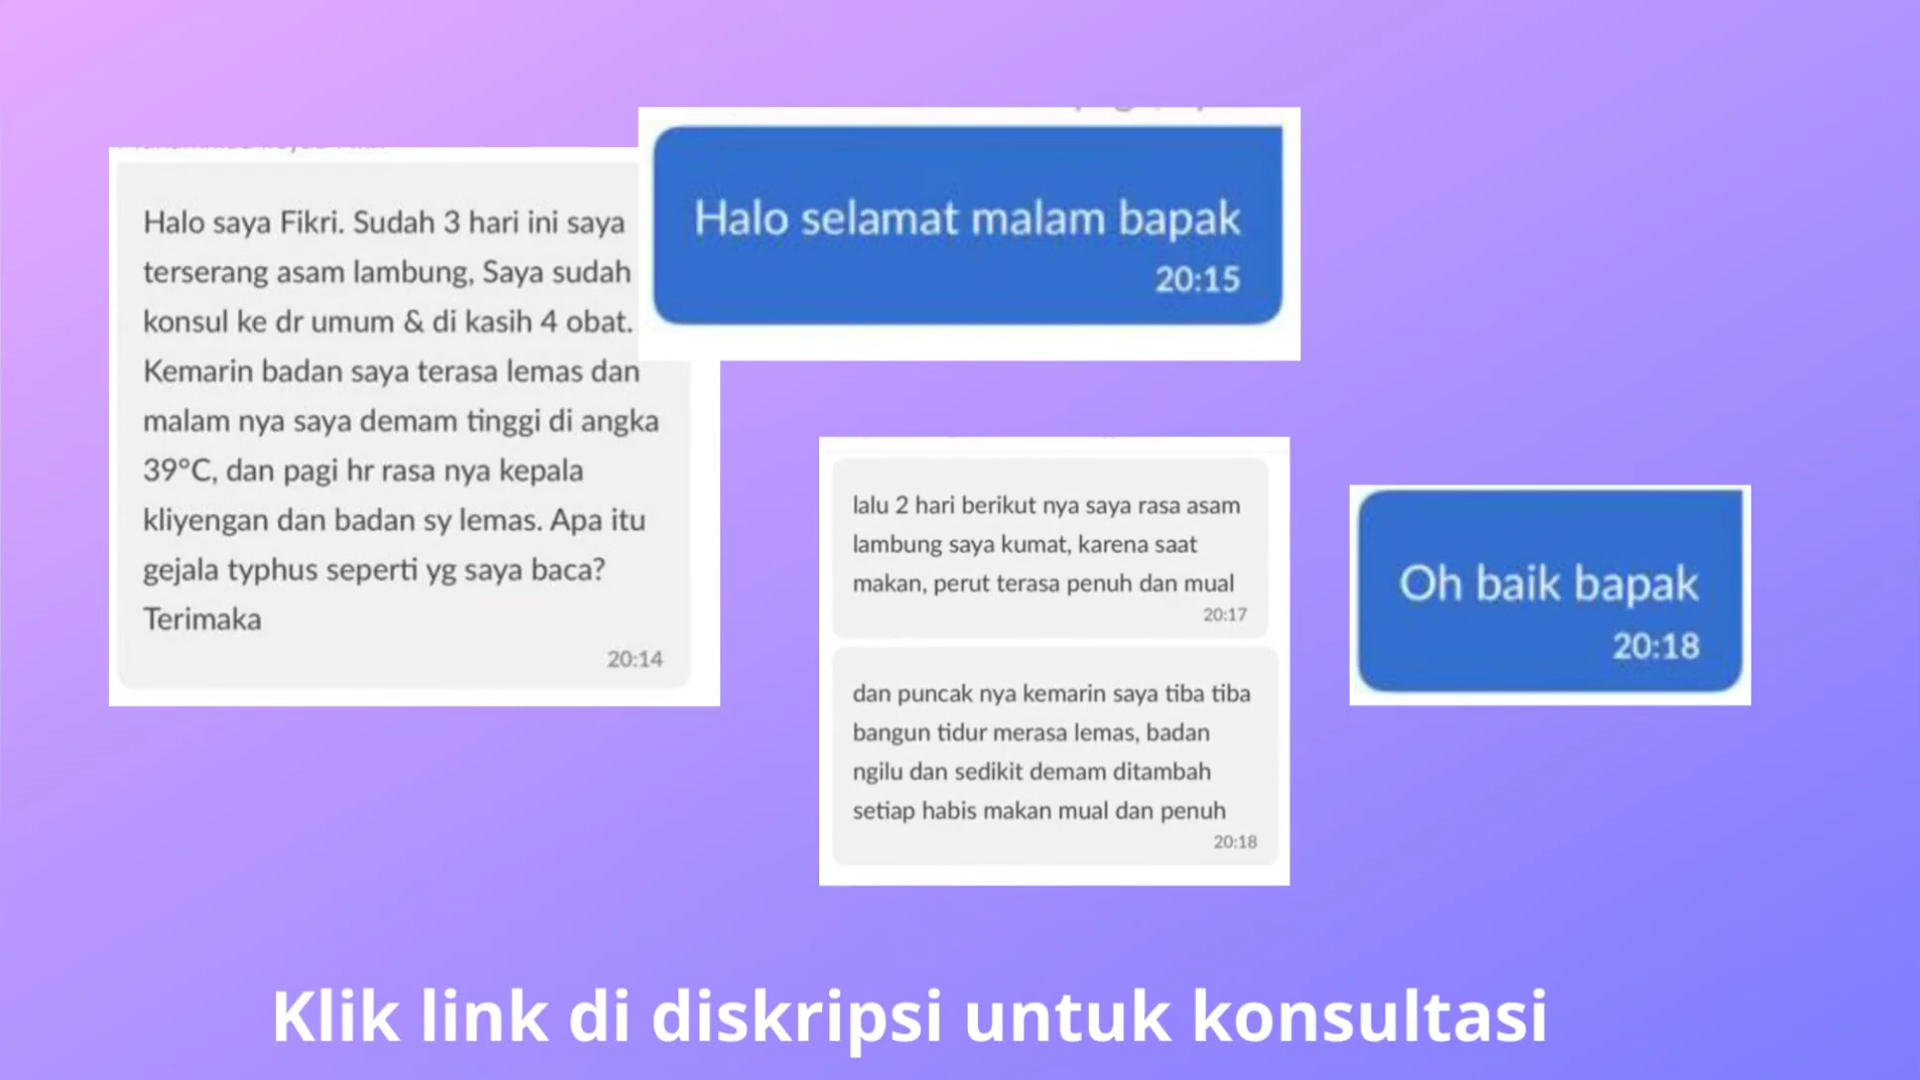 Halo saya Fikri. Sudah 3 hari ini saya
terserang asam lambung, Saya sudah
konsul ke dr umum & di kasih 4 obat.
Kemarin badan saya terasa lemas dan
malam nya saya demam tinggi di angka
39°C, dan pagi hr rasa nya kepala
kliyengan dan badan sy lemas. Apa itu
gejala typhus seperti yg saya baca?
Terimaka
20:14
Halo selamat malam bapak
20:15
lalu 2 hari berikut nya saya rasa asam
lambung saya kumat, karena saat
makan, perut terasa penuh dan mual
20:17
dan puncak nya kemarin saya tiba tiba
bangun tidur merasa lemas, badan
ngilu dan sedikit demam ditambah
setiap habis makan mual dan penuh
20:18
Oh baik bapak
20:18
Klik link di diskripsi untuk konsultasi